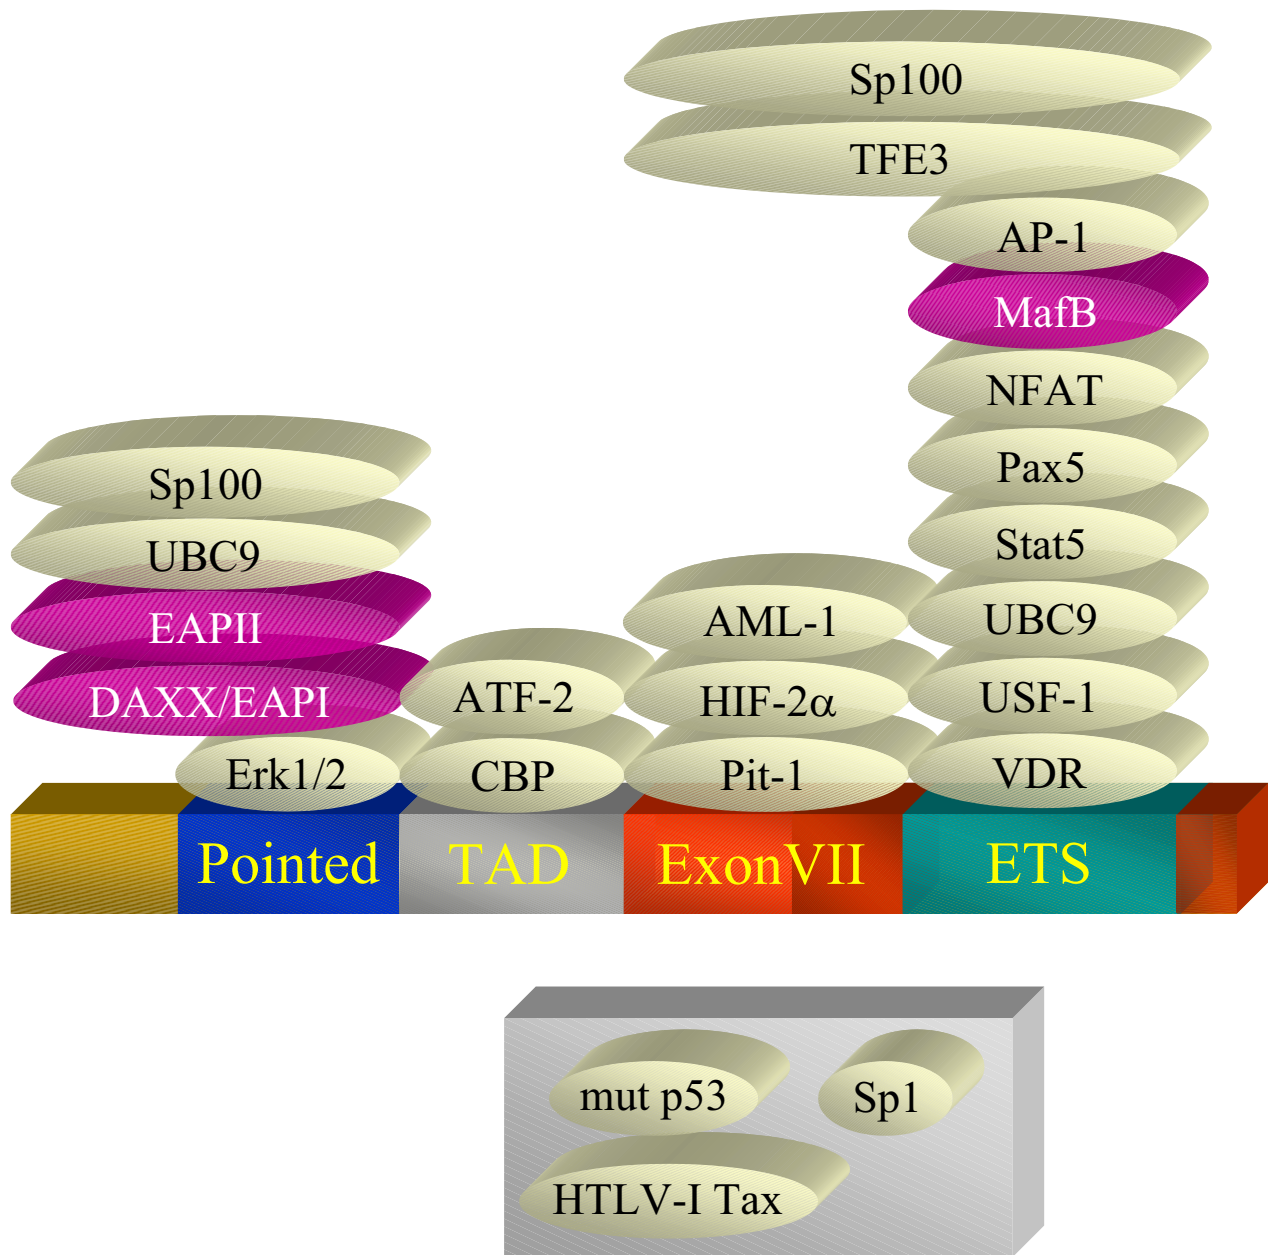 Sp100
TFE3
AP-1
MafB
NFAT
Pax5
Stat5
UBC9
USF-1
VDR
Sp100
UBC9
EAPII
DAXX/EAPI
Erk1/2
ATF-2
CBP
AML-1
HIF-2α
Pit-1
Pointed
TAD
ExonVII
ETS
mut p53
Sp1
HTLV-I Tax